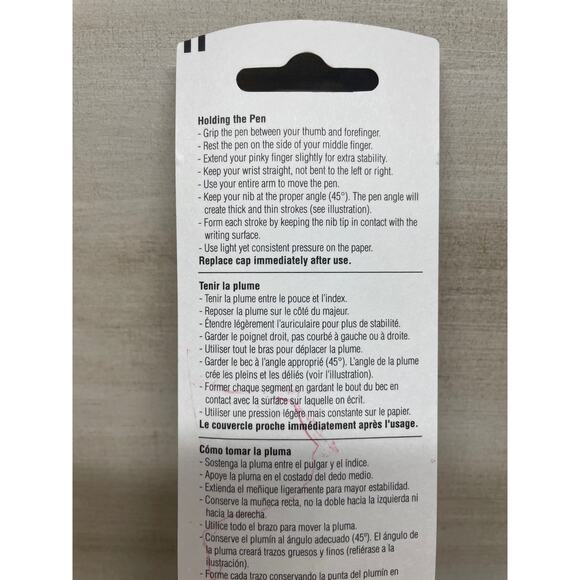 Holding the Pen
- Grip the pen between your thumb and forefinger.
- Rest the pen on the side of your middle finger.
- Extend your pinky finger slightly for extra stability.
- Keep your wrist straight, not bent to the left or right.
- Use your entire arm to move the pen.
- Keep your nib at the proper angle (45°). The pen angle will
create thick and thin strokes (see illustration).
- Form each stroke by keeping the nib tip in contact with the
writing surface.
- Use light yet consistent pressure on the paper.
Replace cap immediately after use.
Tenir la plume
- Tenir la plume entre le pouce et l'index.
- Reposer la plume sur le côté du majeur.
- Étendre légèrement l'auriculaire pour plus de stabilité.
- Garder le poignet droit, pas courbé à gauche ou à droite.
- Utiliser tout le bras pour déplacer la plume.
- Garder le bec à l'angle approprié (45°). L'angle de la plume
crée les pleins et les déliés (voir l'illustration).
- Former chaque segment en gardant le bout du bec en
contact avec la surface sur laquelle on écrit.
- Utiliser une pression légère mais constante sur le papier.
Le couvercle proche immédiatement après l'usage.
Cómo tomar la pluma
- Sostenga la pluma entre el pulgar y el índice.
- Apoye la pluma en el costado del dedo medio.
- Extienda el meñique ligeramente para mayor estabilidad.
- Conserve la muñeca recta, no la doble hacia la izquierda ni
hacia la derecha.
- Utilice todo el brazo para mover la pluma.
- Conserve el plumín al ángulo adecuado (45º). El ángulo de
la pluma creará trazos gruesos y finos (refiérase a la
ilustración).
- Forme cada trazo conservando la punta del plumín en